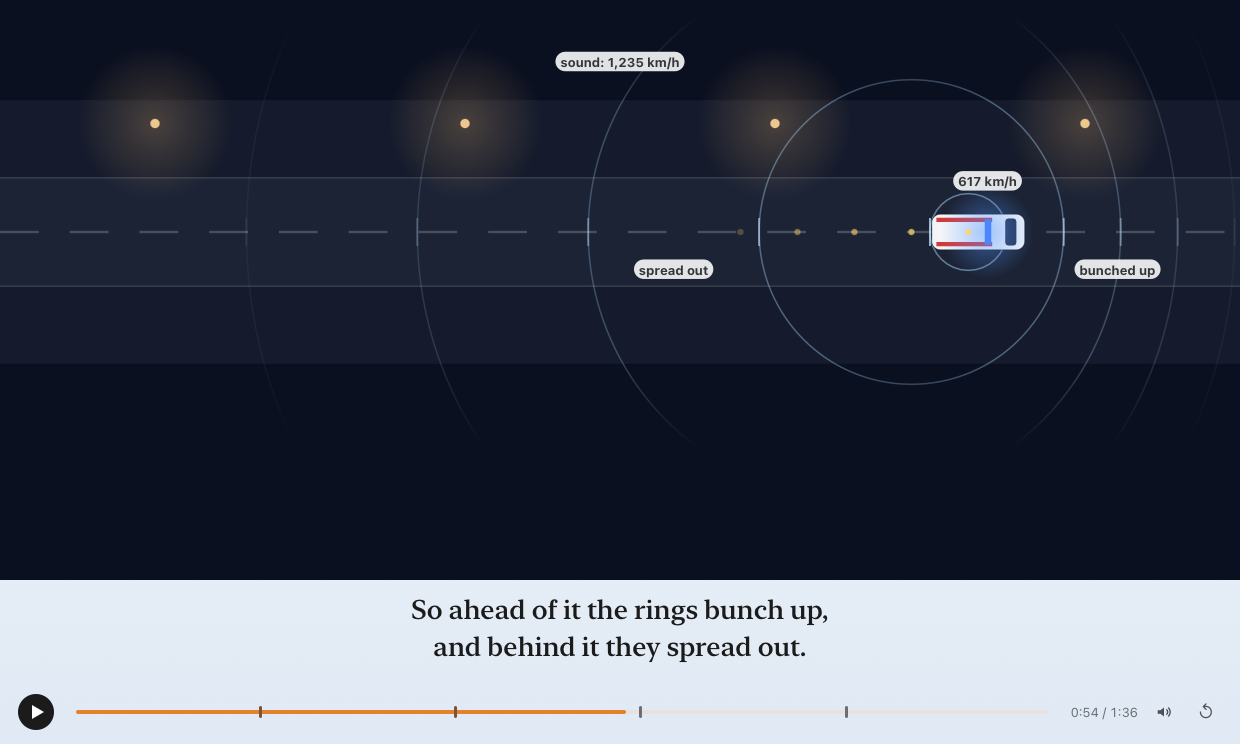 sound: 1,235 km/h
617 km/h
spread out
bunched up
So ahead of it the rings bunch up,
and behind it they spread out.
0:54 / 1:36